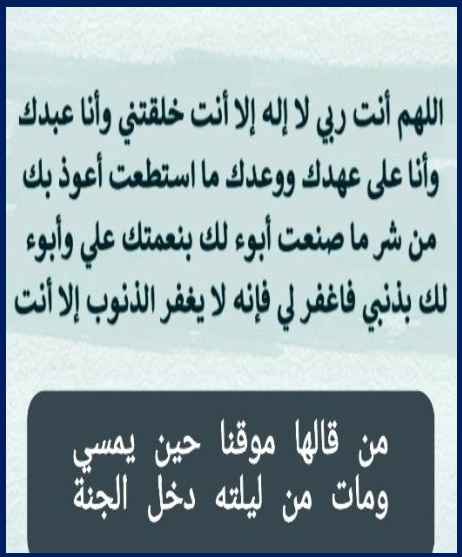 اللهم أنت ربي لا إله إلا أنت خلقتني وأنا عبدك
وأنا على عهدك ووعدك ما استطعت أعوذ بك
من شر ما صنعت أبوء لك بنعمتك علي وأبوء
لك بذنبي فاغفر لي فإنه لا يغفر الذنوب إلا أنت
من قالها موقنا حين يمسي
ومات من ليلته دخل الجنة